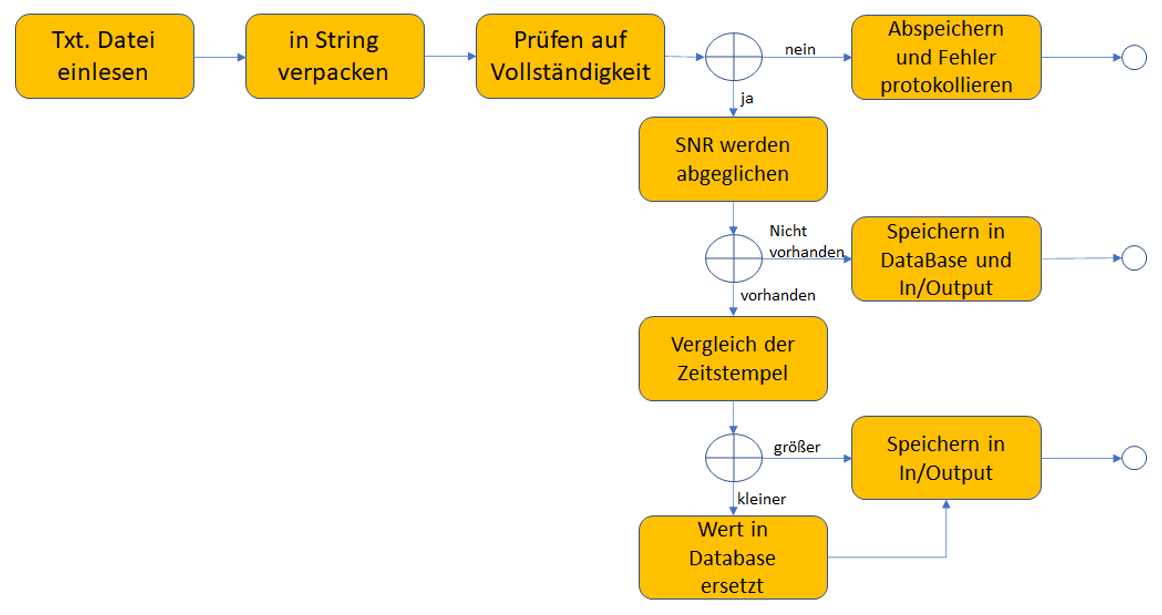 Txt. Datei
einlesen
in String
verpacken
Prüfen auf
Vollständigkeit
nein
Abspeichern
und Fehler
protokollieren
ja
SNR werden
abgeglichen
Nicht
vorhanden
Speichern in
DataBase und
In/Output
vorhanden
Vergleich der
Zeitstempel
größer
Speichern in
In/Output
kleiner
Wert in
Database
ersetzt